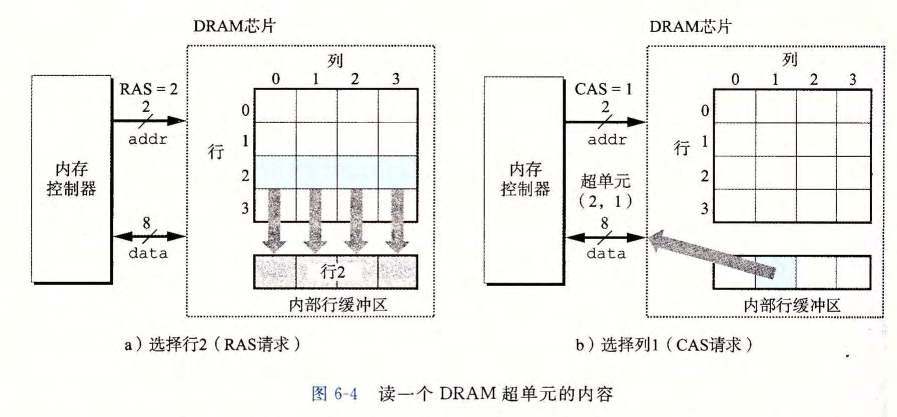 DRAM芯片
列
0 1 2 3
RAS = 2
2
addr
内存
控制器
行
0
1
2
3
8
data
行2
内部行缓冲区
a）选择行2（RAS请求）
DRAM芯片
列
0 1 2 3
CAS = 1
2
addr
内存
控制器
行
0
1
2
3
超单元
（2，1）
8
data
内部行缓冲区
b）选择列1（CAS请求）
图 6-4 读一个 DRAM 超单元的内容